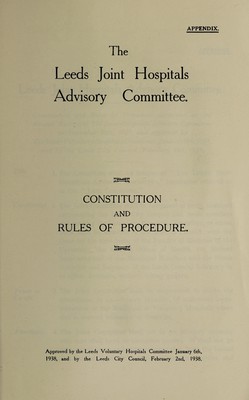 APPENDIX.
The
Leeds Joint Hospitals
Advisory Committee.
CONSTITUTION
AND
RULES OF PROCEDURE.
Approved by the Leeds Voluntary Hospitals Committee January 6th,
1938, and by the Leeds City Council, February 2nd, 1938.